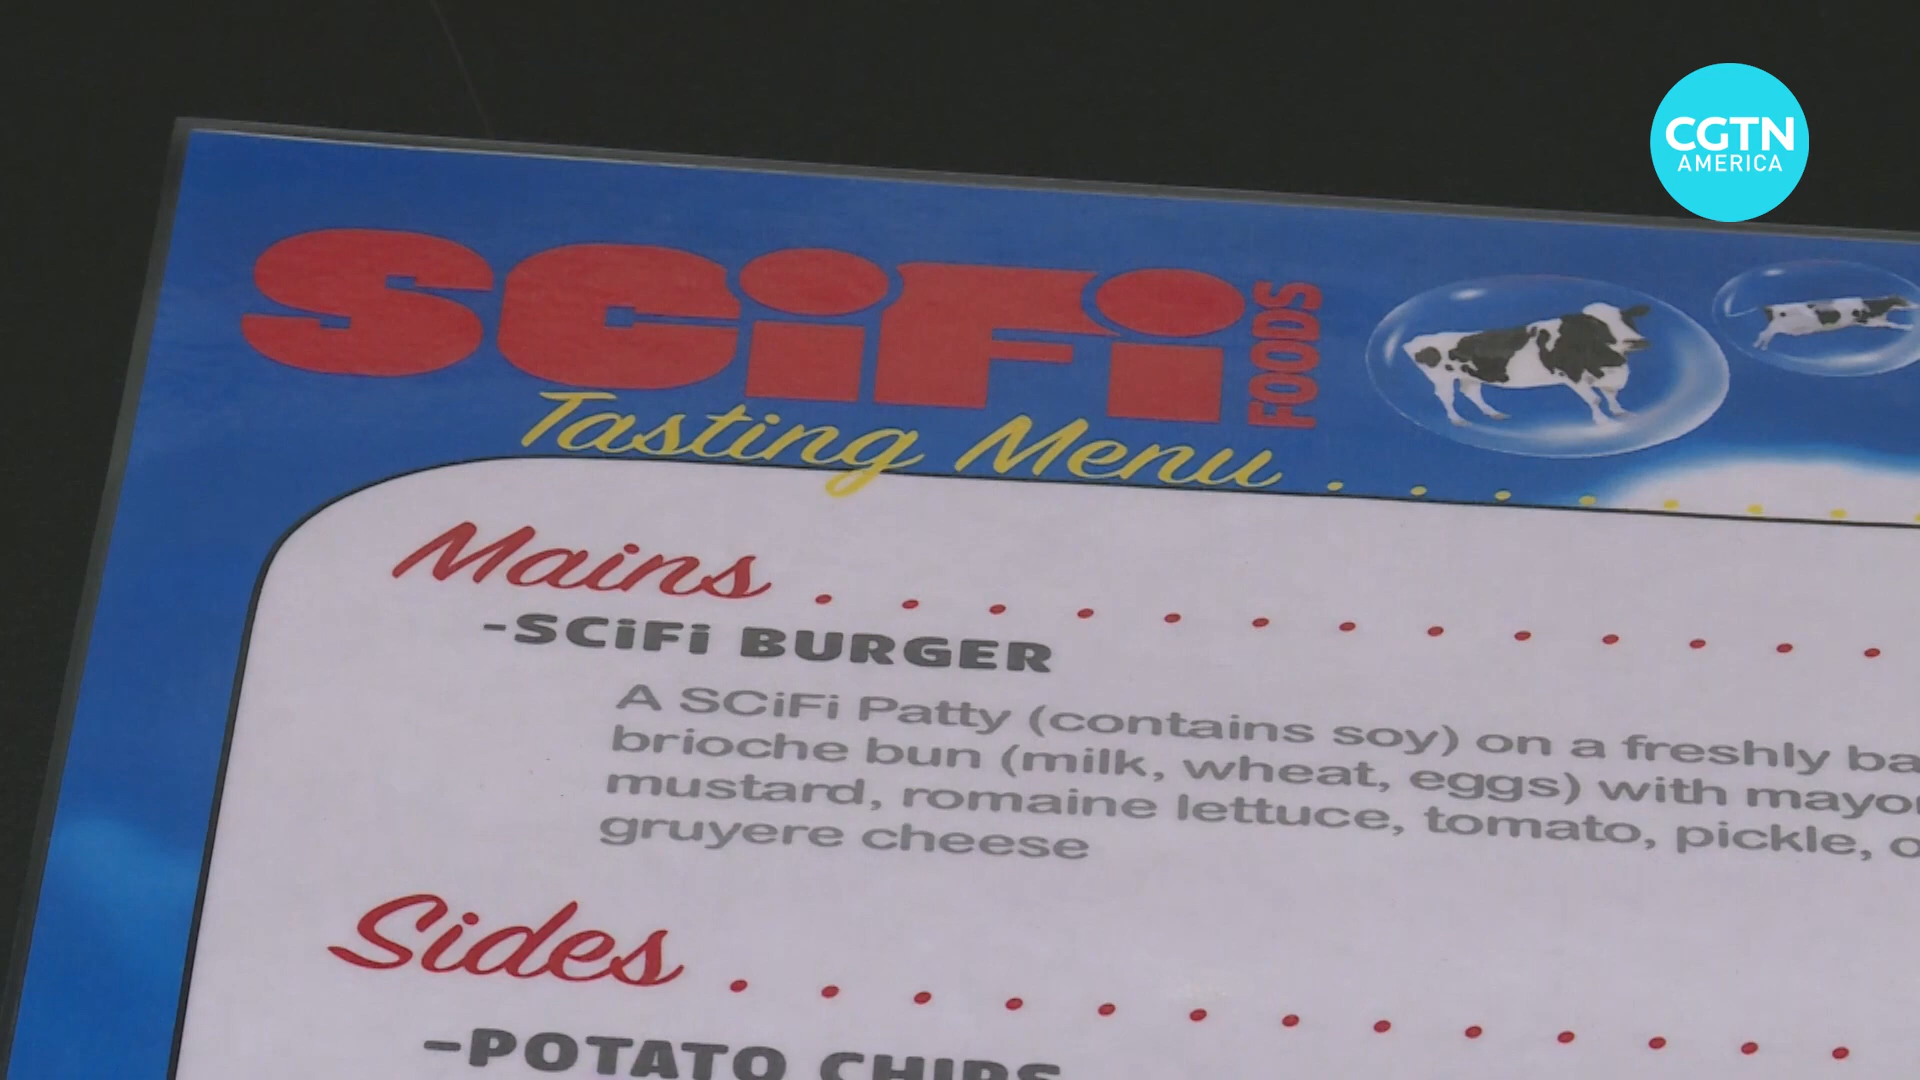 CGTN
AMERICA
SCiFi FOODS
Tasting Menu . . . . . . . .
Mains . . . . . . . . . . . . .
-SCiFi BURGER
A SCiFi Patty (contains soy) on a freshly
brioche bun (milk, wheat, eggs) with
mustard, romaine lettuce, tomato, pickle,
gruyere cheese
Sides . . . . . . . . . . . . .
-POTATO CHIPS